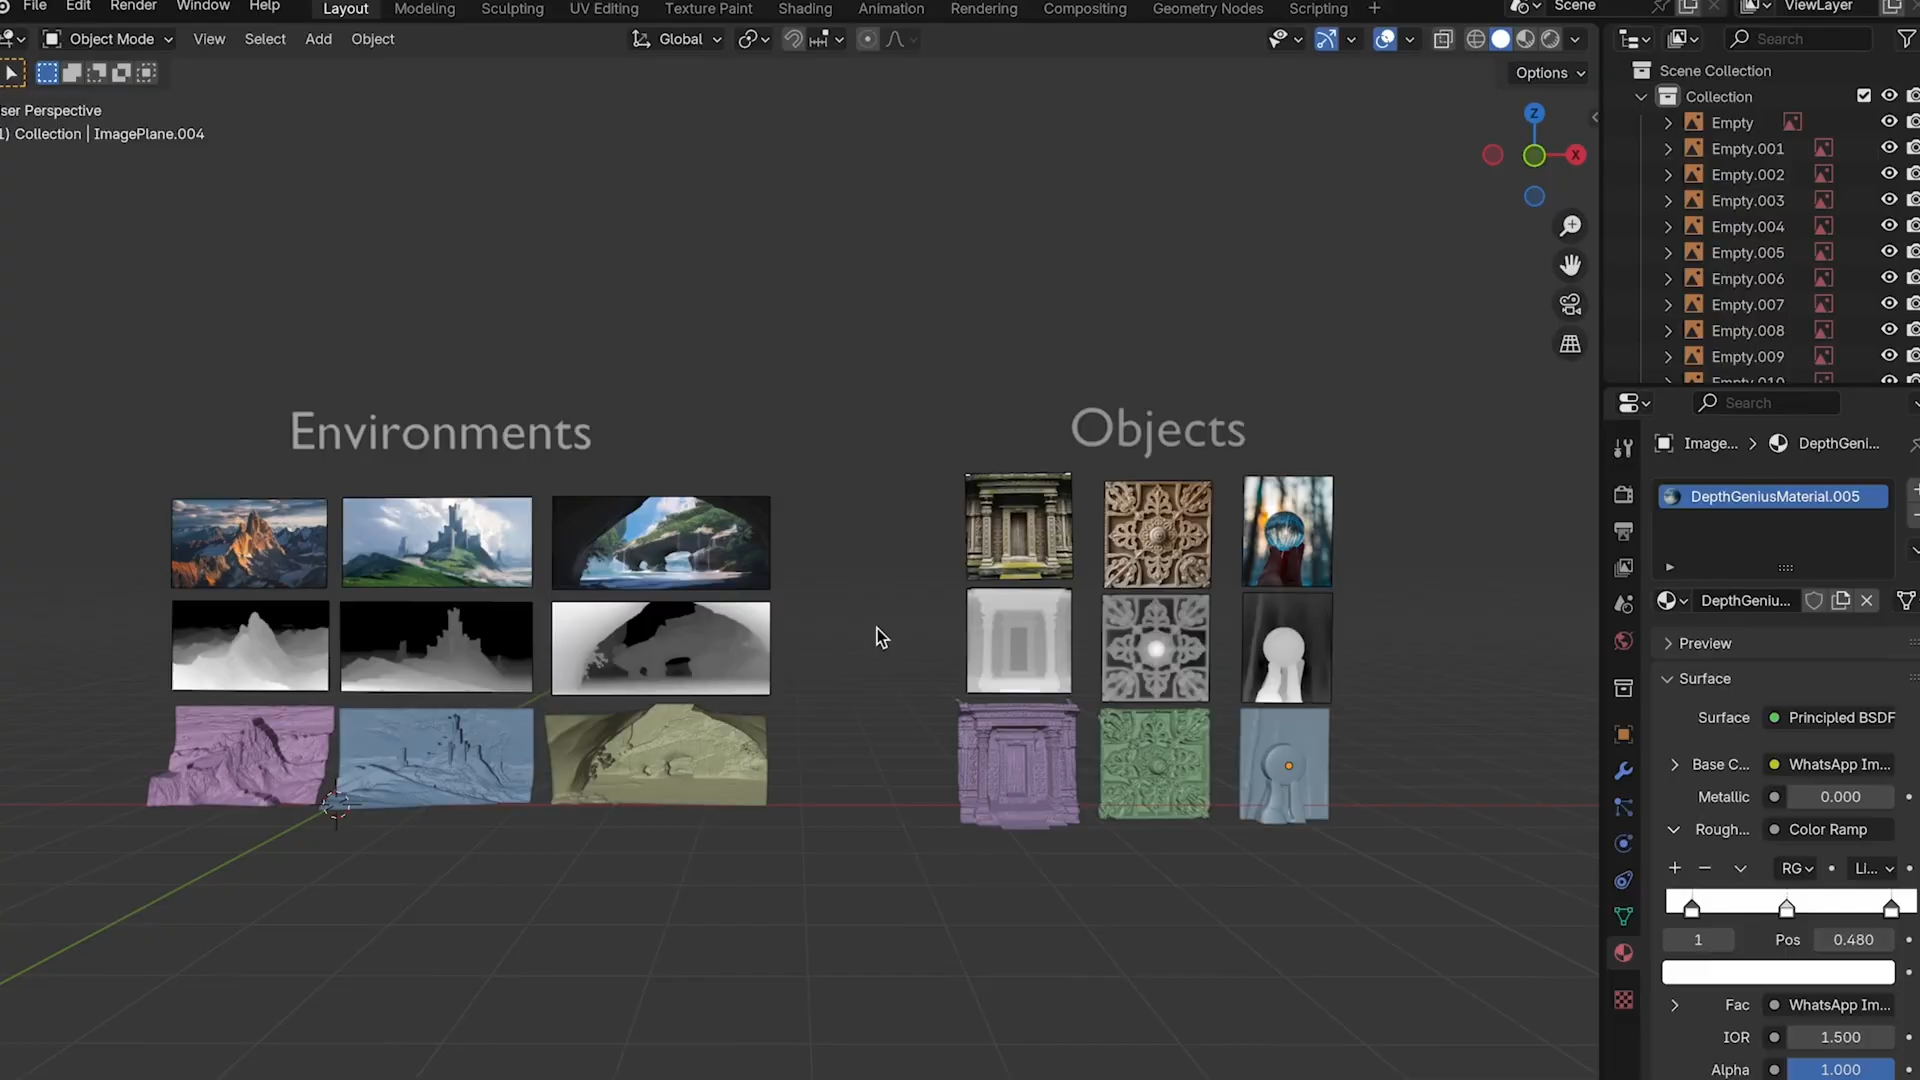 File Edit Render Window Help Layout Modeling Sculpting UV Editing Texture Paint Shading Animation Rendering Compositing Geometry Nodes Scripting + Scene ViewLayer
Object Mode View Select Add Object Global Search
Options
ser Perspective
1) Collection | ImagePlane.004
Z
X
Environments
Objects
Scene Collection
Collection
Empty
Empty.001
Empty.002
Empty.003
Empty.004
Empty.005
Empty.006
Empty.007
Empty.008
Empty.009
Empty.010
Search
Image... > DepthGeni...
DepthGeniusMaterial.005
DepthGeniu...
Preview
Surface
Surface Principled BSDF
Base C... WhatsApp Im...
Metallic 0.000
Rough... Color Ramp
+ − RG Li...
1 Pos 0.480
Fac WhatsApp Im...
IOR 1.500
Alpha 1.000